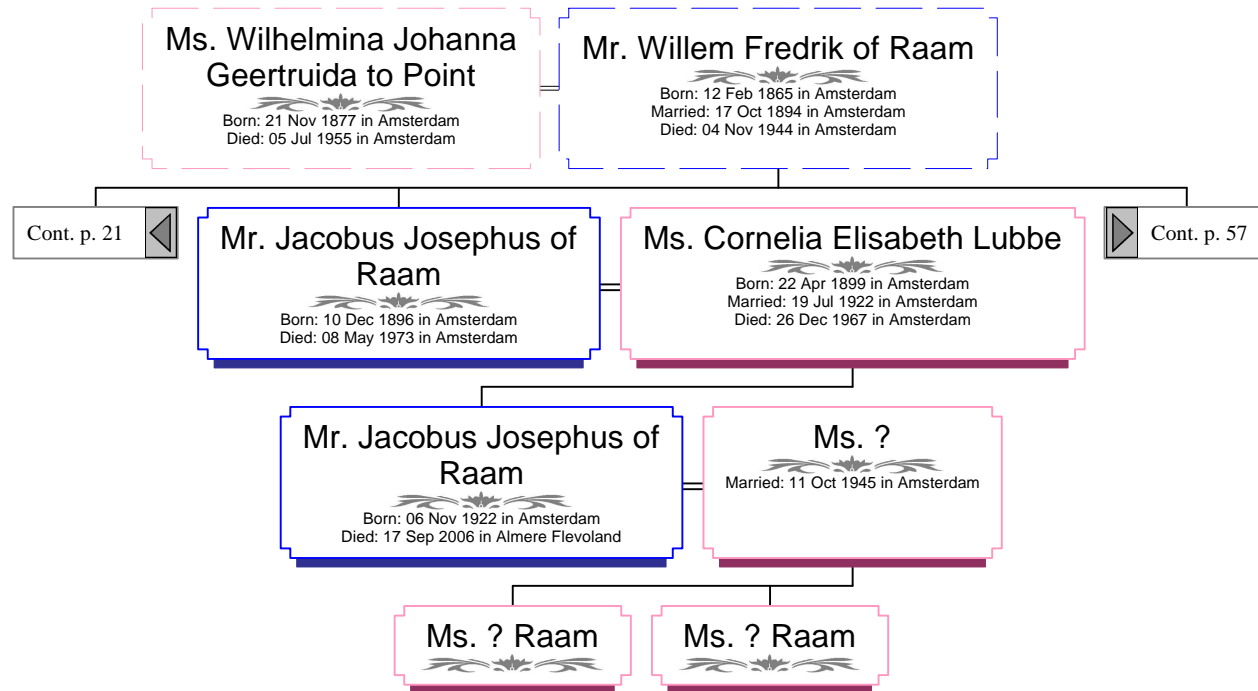 Ms. Wilhelmina Johanna
Geertruida to Point
Born: 21 Nov 1877 in Amsterdam
Died: 05 Jul 1955 in Amsterdam
Mr. Willem Fredrik of Raam
Born: 12 Feb 1865 in Amsterdam
Married: 17 Oct 1894 in Amsterdam
Died: 04 Nov 1944 in Amsterdam
Cont. p. 21
Mr. Jacobus Josephus of
Raam
Born: 10 Dec 1896 in Amsterdam
Died: 08 May 1973 in Amsterdam
Ms. Cornelia Elisabeth Lubbe
Born: 22 Apr 1899 in Amsterdam
Married: 19 Jul 1922 in Amsterdam
Died: 26 Dec 1967 in Amsterdam
Cont. p. 57
Mr. Jacobus Josephus of
Raam
Born: 06 Nov 1922 in Amsterdam
Died: 17 Sep 2006 in Almere Flevoland
Ms. ?
Married: 11 Oct 1945 in Amsterdam
Ms. ? Raam
Ms. ? Raam